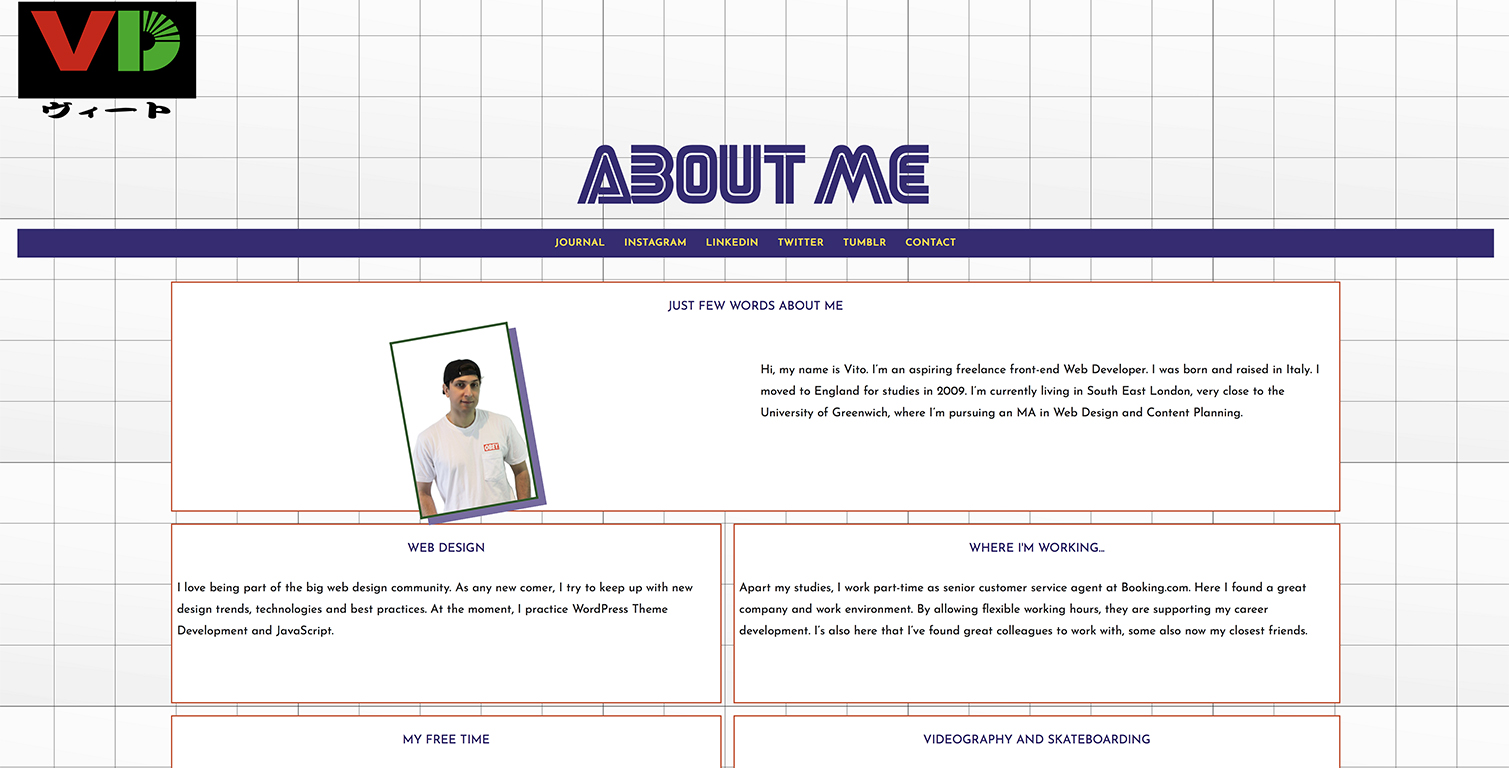 VD
ヴィート
ABOUT ME
JOURNAL INSTAGRAM LINKEDIN TWITTER TUMBLR CONTACT
JUST FEW WORDS ABOUT ME
Hi, my name is Vito. I'm an aspiring freelance front-end Web Developer. I was born and raised in Italy. I
moved to England for studies in 2009. I'm currently living in South East London, very close to the
University of Greenwich, where I'm pursuing an MA in Web Design and Content Planning.
OBEY
WEB DESIGN
I love being part of the big web design community. As any new comer, I try to keep up with new
design trends, technologies and best practices. At the moment, I practice WordPress Theme
Development and JavaScript.
WHERE I'M WORKING...
Apart my studies, I work part-time as senior customer service agent at Booking.com. Here I found a great
company and work environment. By allowing flexible working hours, they are supporting my career
development. I's also here that I've found great colleagues to work with, some also now my closest friends.
MY FREE TIME
VIDEOGRAPHY AND SKATEBOARDING